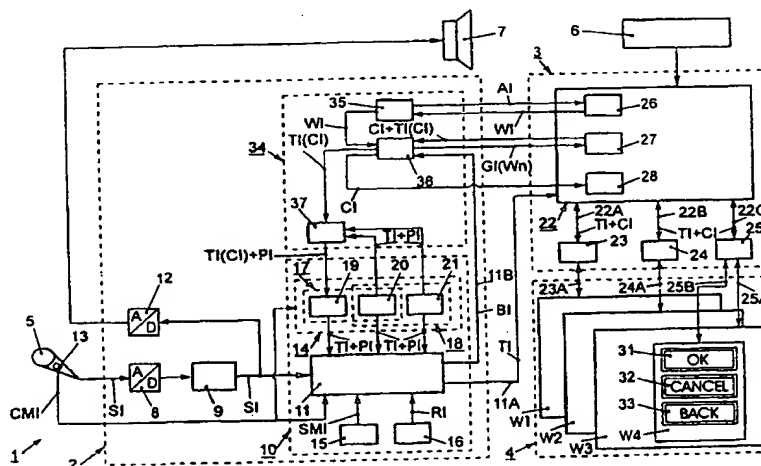 7
6
3
35
AI
26
WI
WI
CI+TI(CI)
TI(CI)
27
34
36
GI(Wn)
28
CI
37
22
22A
22B
22C
TI+CI
TI+CI
25
TI+PI
11B
23
24
TI(CI)+PI
17
19
20
21
23A
24A
25B
25A
BI
12
A
D
TI
5
13
14
TI+PI
TI+PI
18
31
OK
A
D
11
32
CANCEL
SI
SI
33
BACK
CMI
8
9
11A
W1
SMI
RI
W2
W4
1
2
10
15
16
W3
4